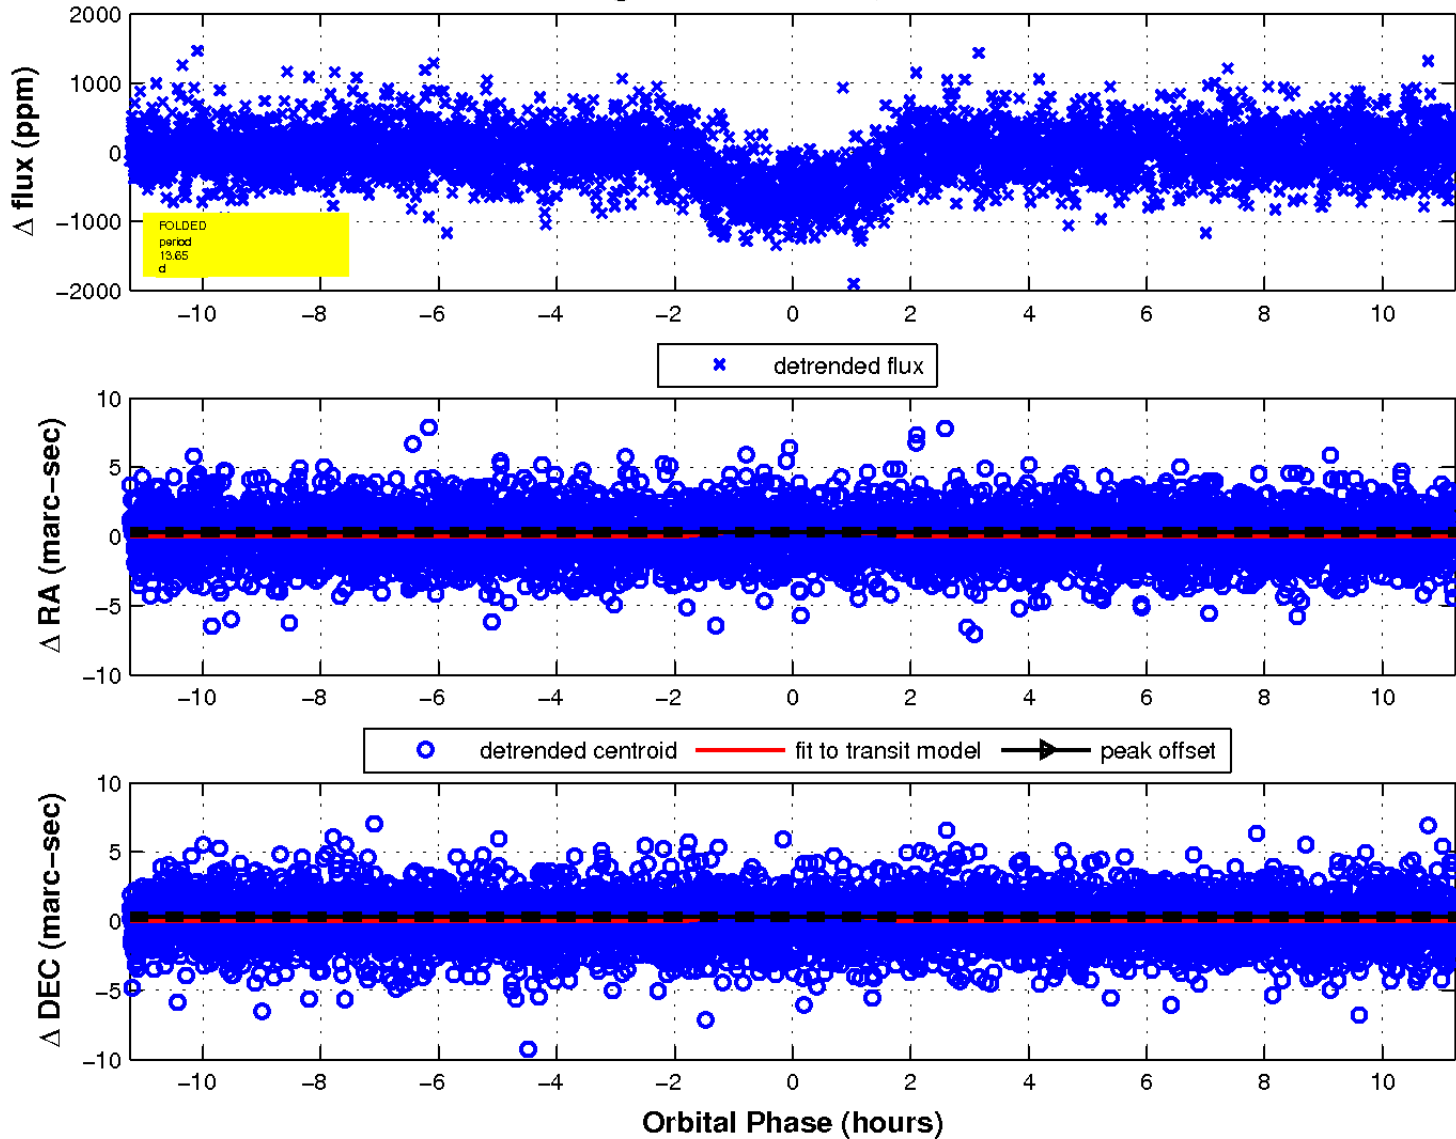 2000
1000
0
−1000
−2000
Δ flux (ppm)
FOLDED
period
13.65
d
−10 −8 −6 −4 −2 0 2 4 6 8 10
detrended flux
10
5
0
−5
−10
Δ RA (marc−sec)
−10 −8 −6 −4 −2 0 2 4 6 8 10
detrended centroid fit to transit model peak offset
10
5
0
−5
−10
Δ DEC (marc−sec)
−10 −8 −6 −4 −2 0 2 4 6 8 10
Orbital Phase (hours)